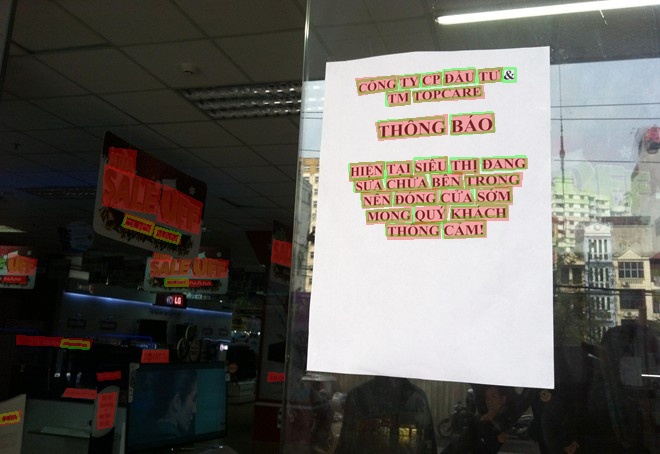 CÔNG TY CP ĐẦU TƯ &
TM TOPCARE
THÔNG BÁO
HIỆN TẠI SIÊU THỊ ĐANG
SỬA CHỮA BÊN TRONG
NÊN ĐÓNG CỬA SỚM
MONG QUÝ KHÁCH
THÔNG CẢM!
SALE OFF
SALE OFF
LG